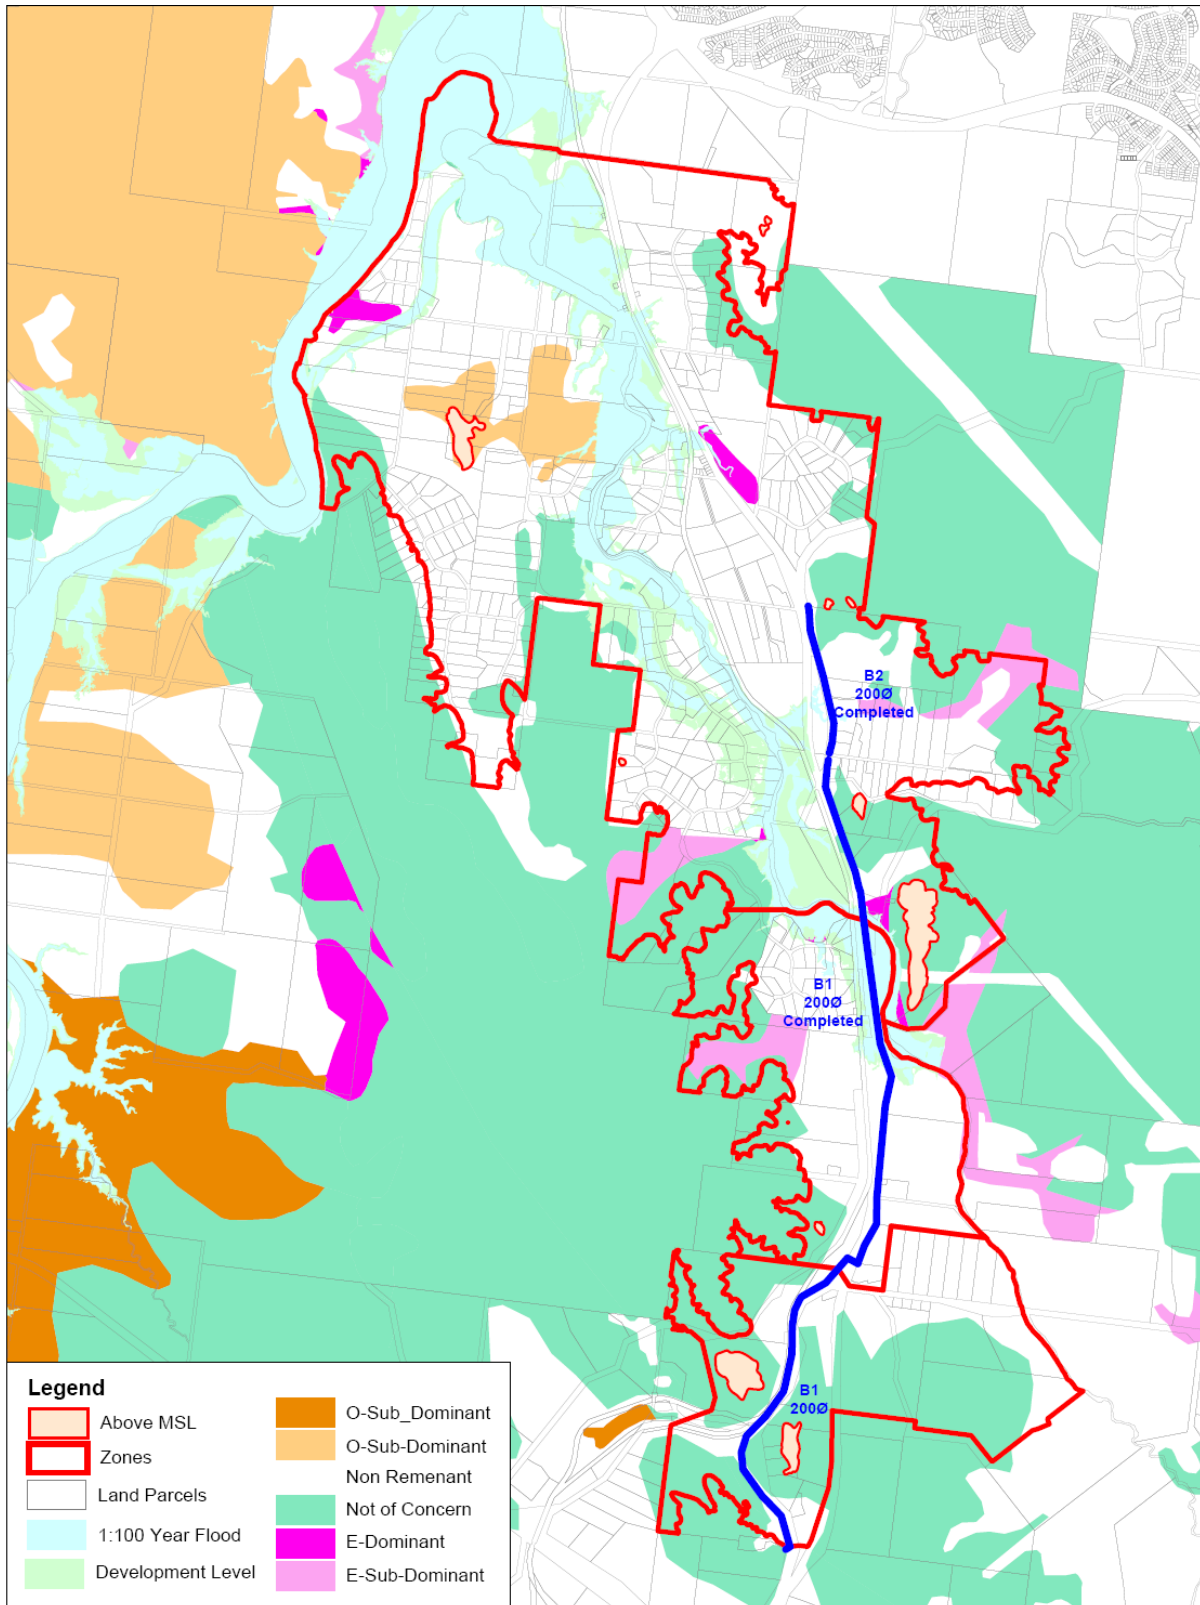 B2
200Ø
Completed
B1
200Ø
Completed
B1
200Ø
Legend
Above MSL
Zones
Land Parcels
1:100 Year Flood
Development Level
O-Sub_Dominant
O-Sub-Dominant
Non Remenant
Not of Concern
E-Dominant
E-Sub-Dominant